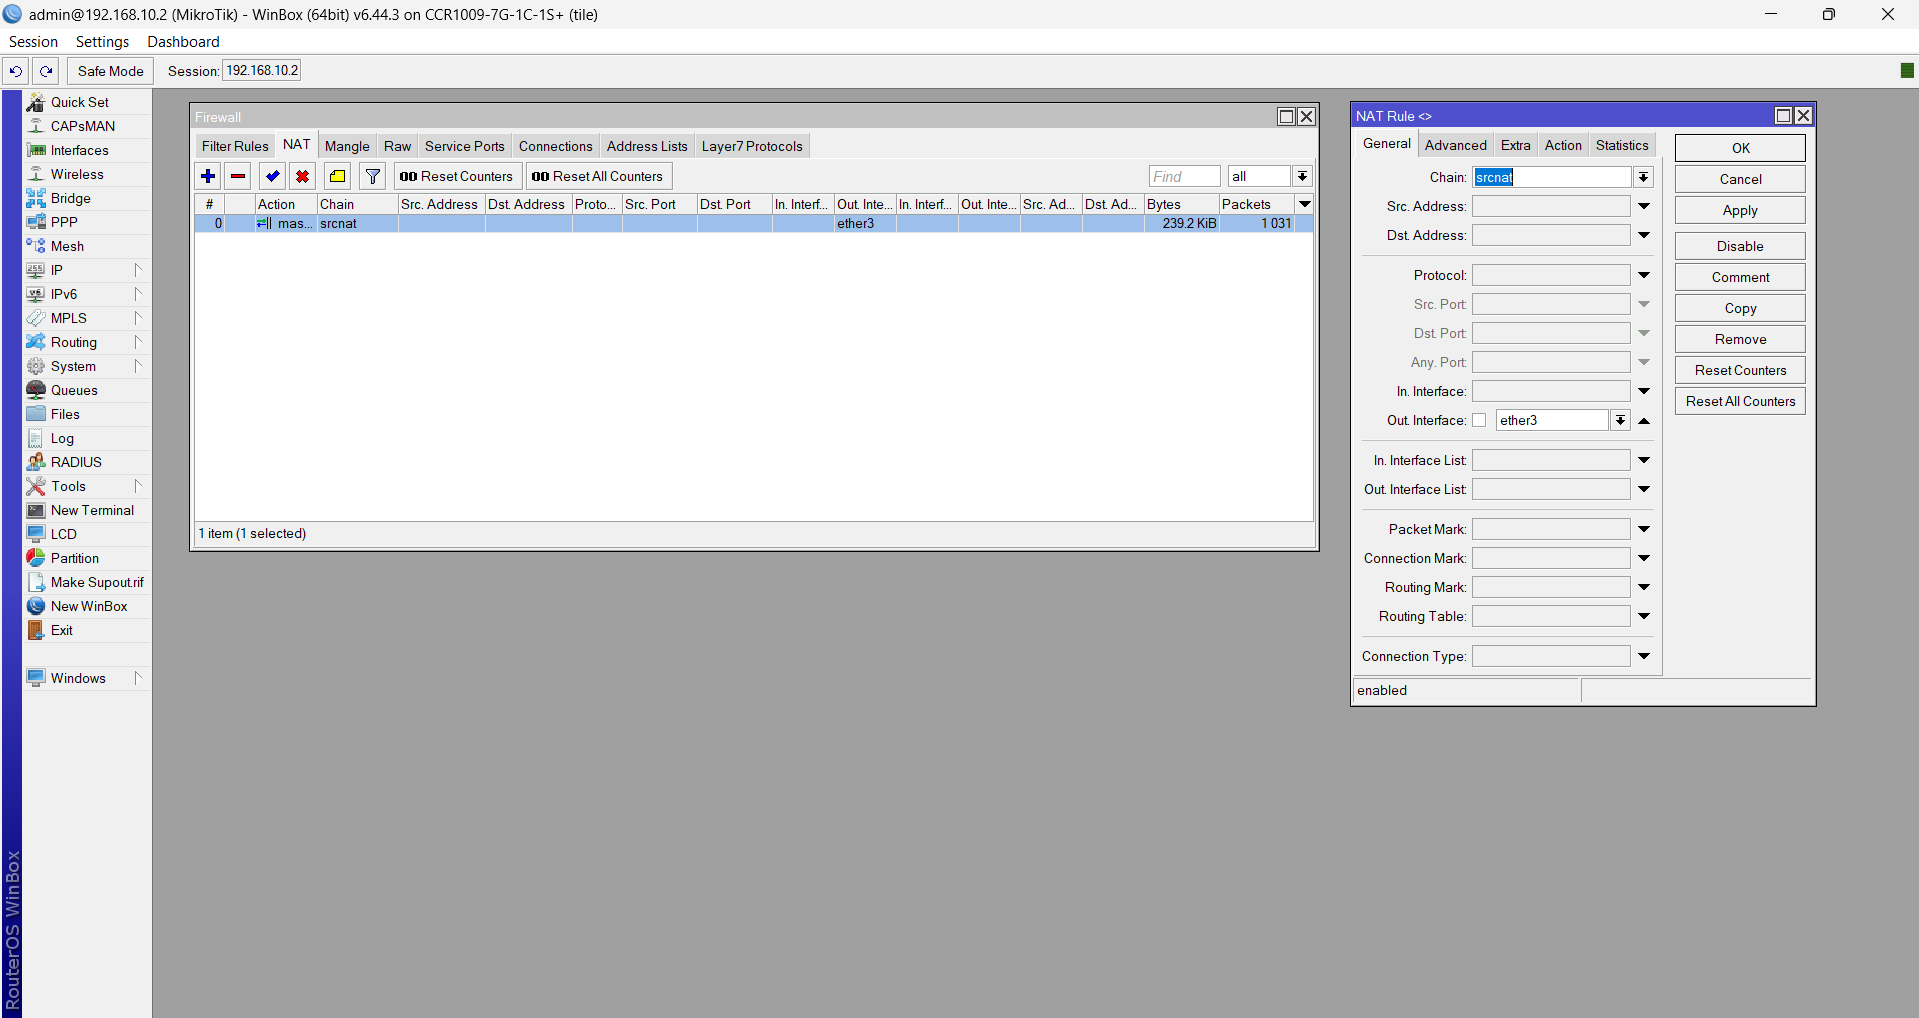 admin@192.168.10.2 (MikroTik) - WinBox (64bit) v6.44.3 on CCR1009-7G-1C-1S+ (tile)
Session Settings Dashboard
Safe Mode Session: 192.168.10.2
Quick Set
CAPsMAN
Interfaces
Wireless
Bridge
PPP
Mesh
IP
IPv6
MPLS
Routing
System
Queues
Files
Log
RADIUS
Tools
New Terminal
LCD
Partition
Make Supout.rif
New WinBox
Exit
Windows
RouterOS WinBox
Firewall
Filter Rules NAT Mangle Raw Service Ports Connections Address Lists Layer7 Protocols
00 Reset Counters 00 Reset All Counters Find all
# Action Chain Src. Address Dst. Address Proto... Src. Port Dst. Port In. Interf... Out. Inte... In. Interf... Out. Inte... Src. Ad... Dst. Ad... Bytes Packets
0 mas... srcnat ether3 239.2 KiB 1 031
1 item (1 selected)
NAT Rule <>
General Advanced Extra Action Statistics
Chain: srcnat
Src. Address:
Dst. Address:
Protocol:
Src. Port:
Dst. Port:
Any. Port:
In. Interface:
Out. Interface: ether3
In. Interface List:
Out. Interface List:
Packet Mark:
Connection Mark:
Routing Mark:
Routing Table:
Connection Type:
enabled
OK
Cancel
Apply
Disable
Comment
Copy
Remove
Reset Counters
Reset All Counters